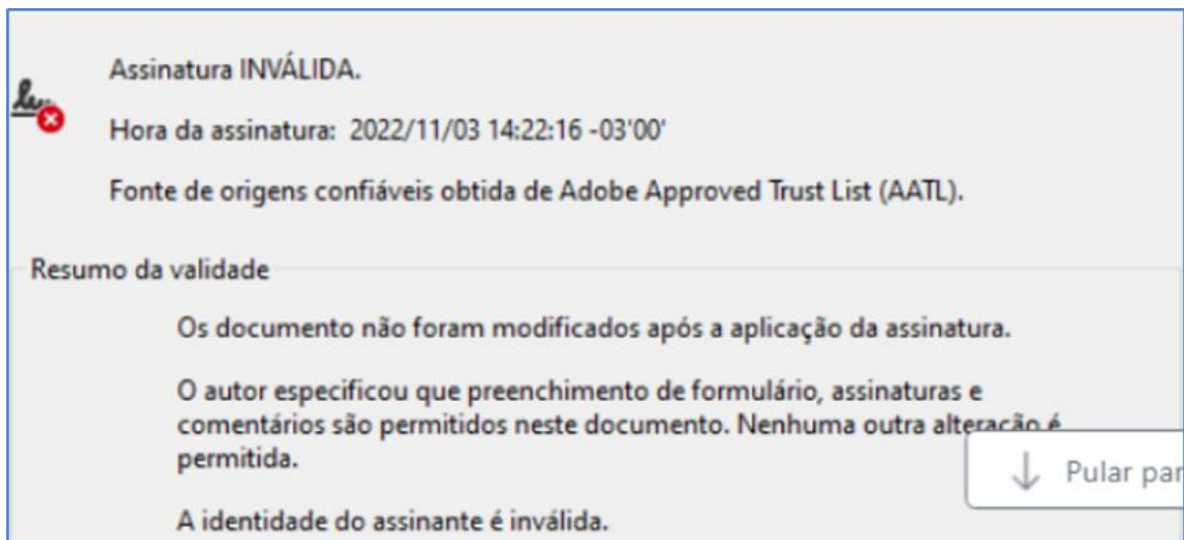 Assinatura INVÁLIDA.
Hora da assinatura: 2022/11/03 14:22:16 -03'00'
Fonte de origens confiáveis obtida de Adobe Approved Trust List (AATL).
Resumo da validade
Os documento não foram modificados após a aplicação da assinatura.
O autor especificou que preenchimento de formulário, assinaturas e
comentários são permitidos neste documento. Nenhuma outra alteração é
permitida.
Pular par
A identidade do assinante é inválida.